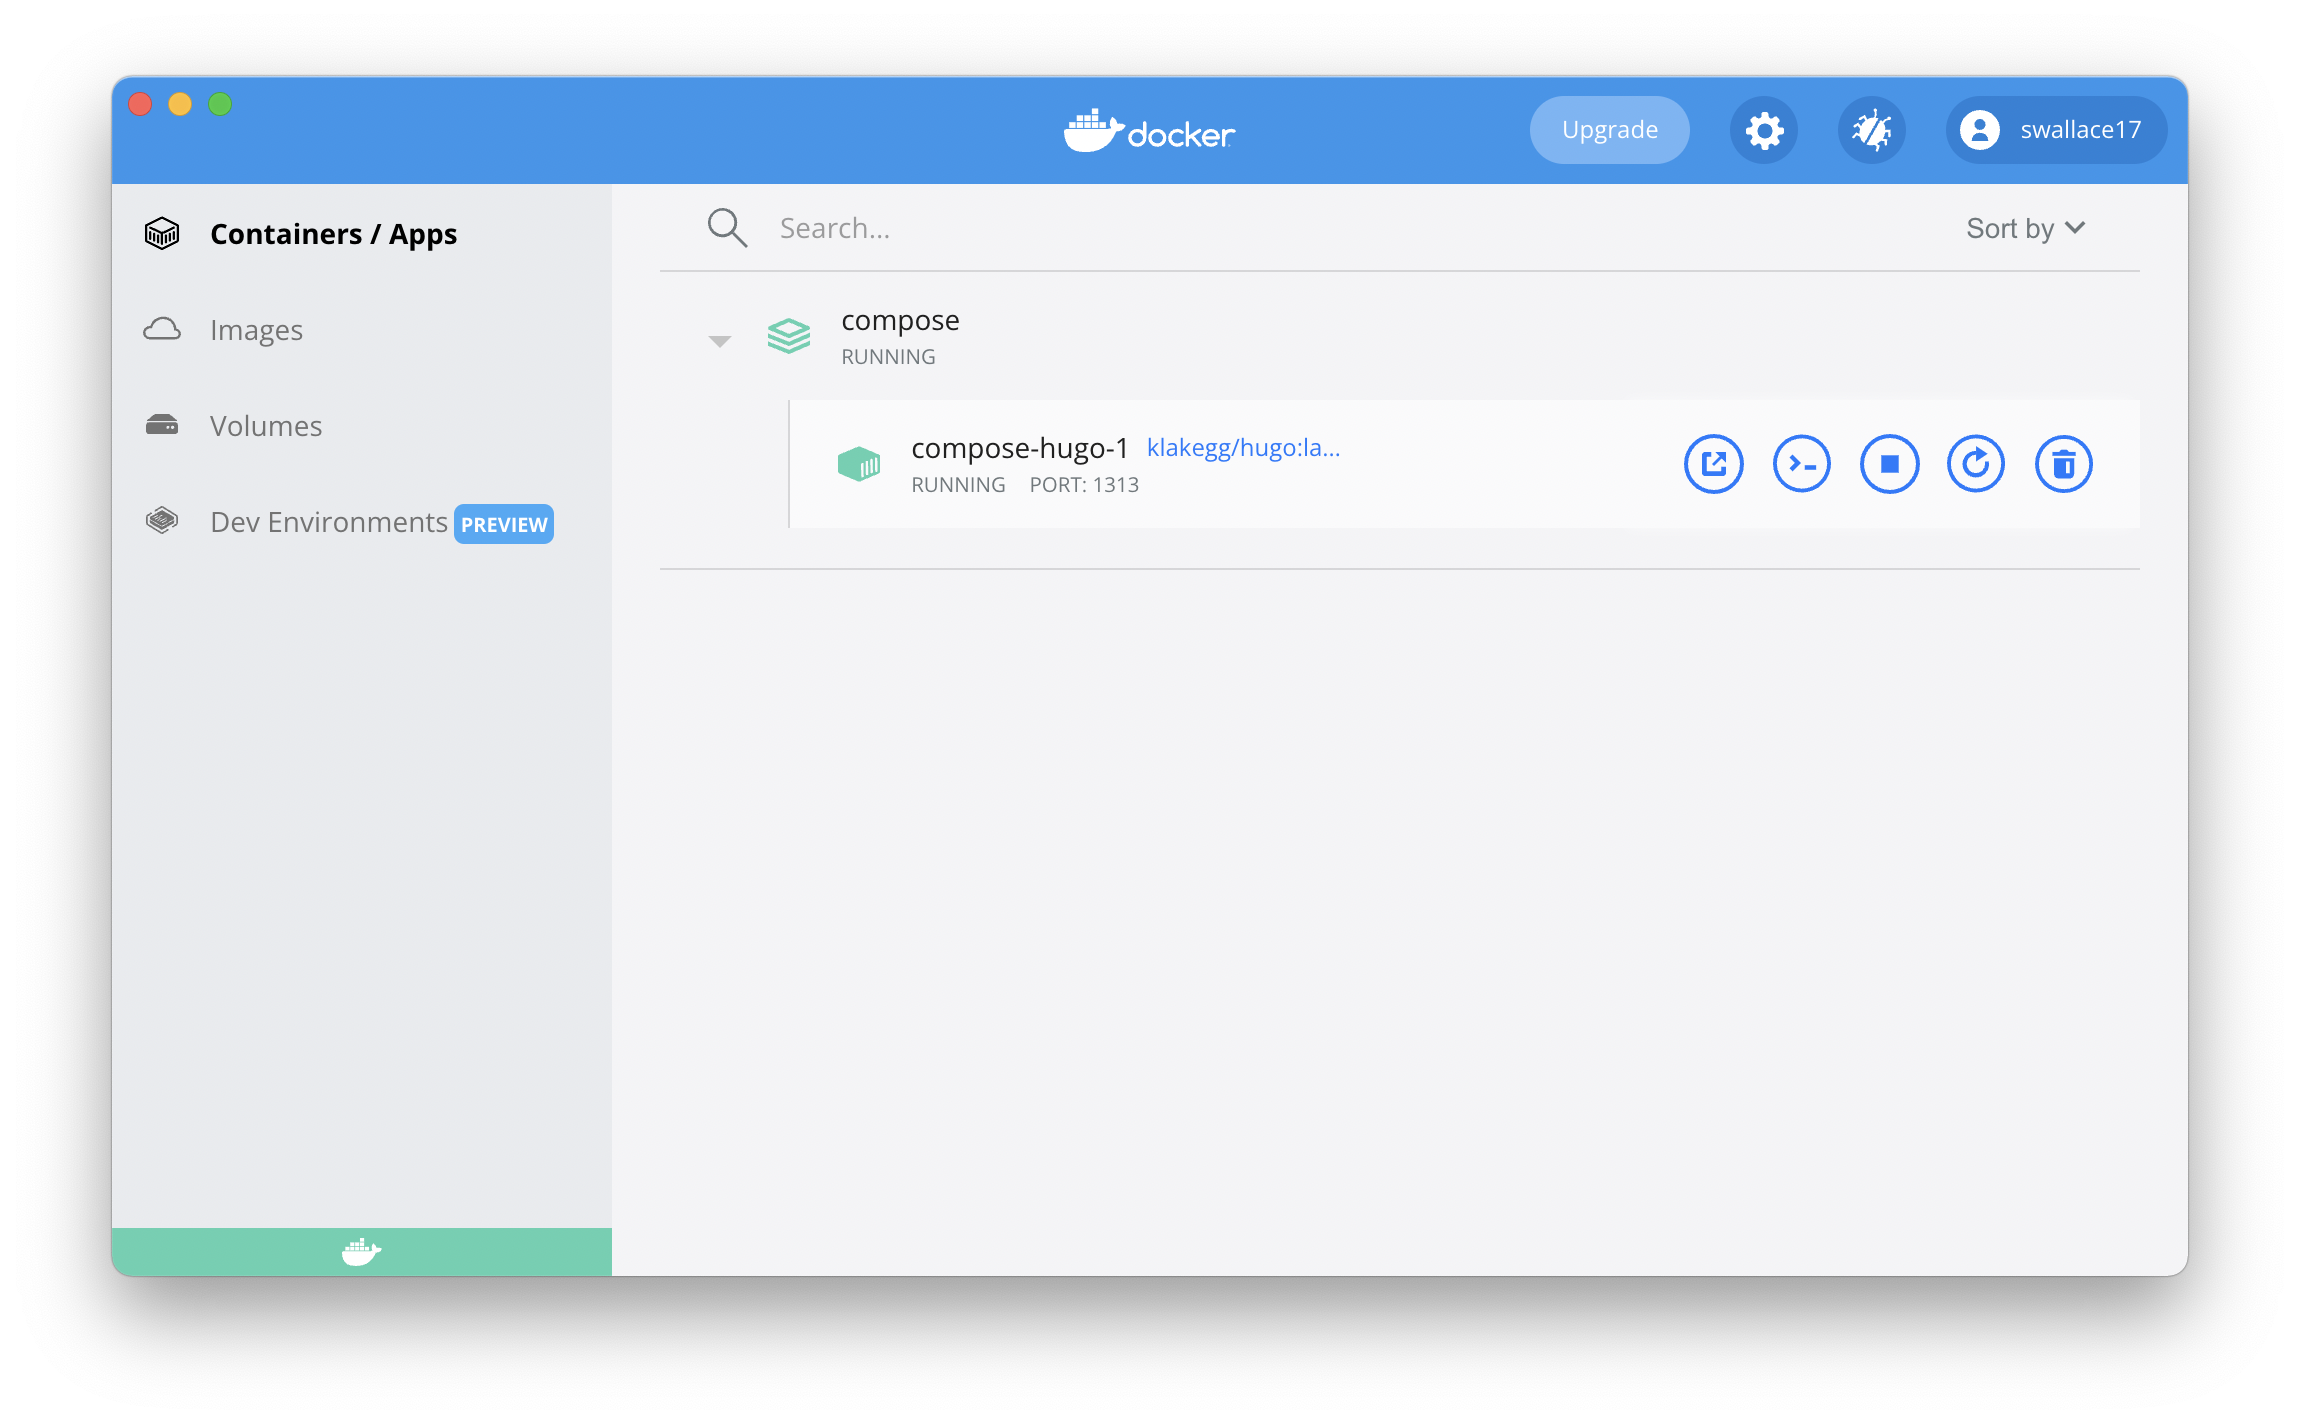 docker
Upgrade
swallace17
Containers / Apps
Images
Volumes
Dev Environments PREVIEW
Search...
Sort by
compose
RUNNING
compose-hugo-1 klakegg/hugo:la...
RUNNING PORT: 1313